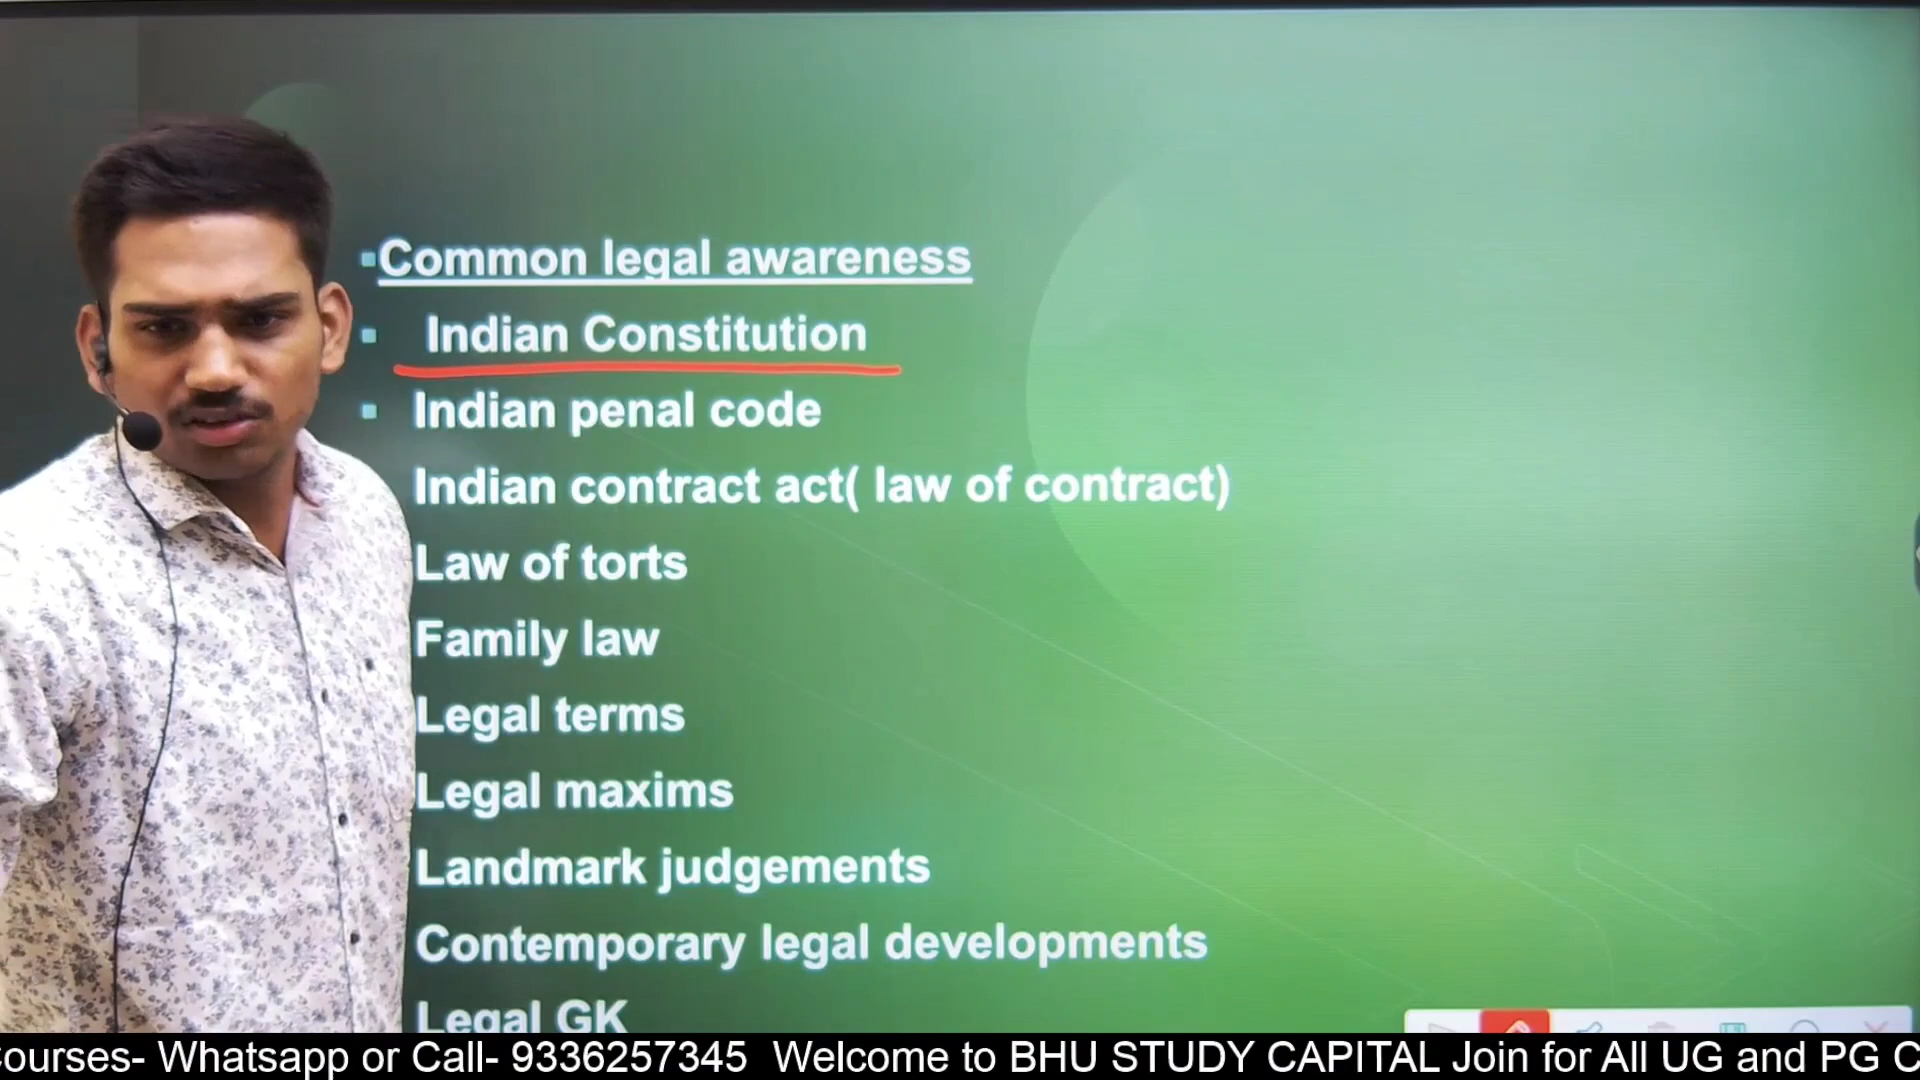 Common legal awareness
Indian Constitution
Indian penal code
Indian contract act( law of contract)
Law of torts
Family law
Legal terms
Legal maxims
Landmark judgements
Contemporary legal developments
Legal GK
Courses- Whatsapp or Call- 9336257345 Welcome to BHU STUDY CAPITAL Join for All UG and PG